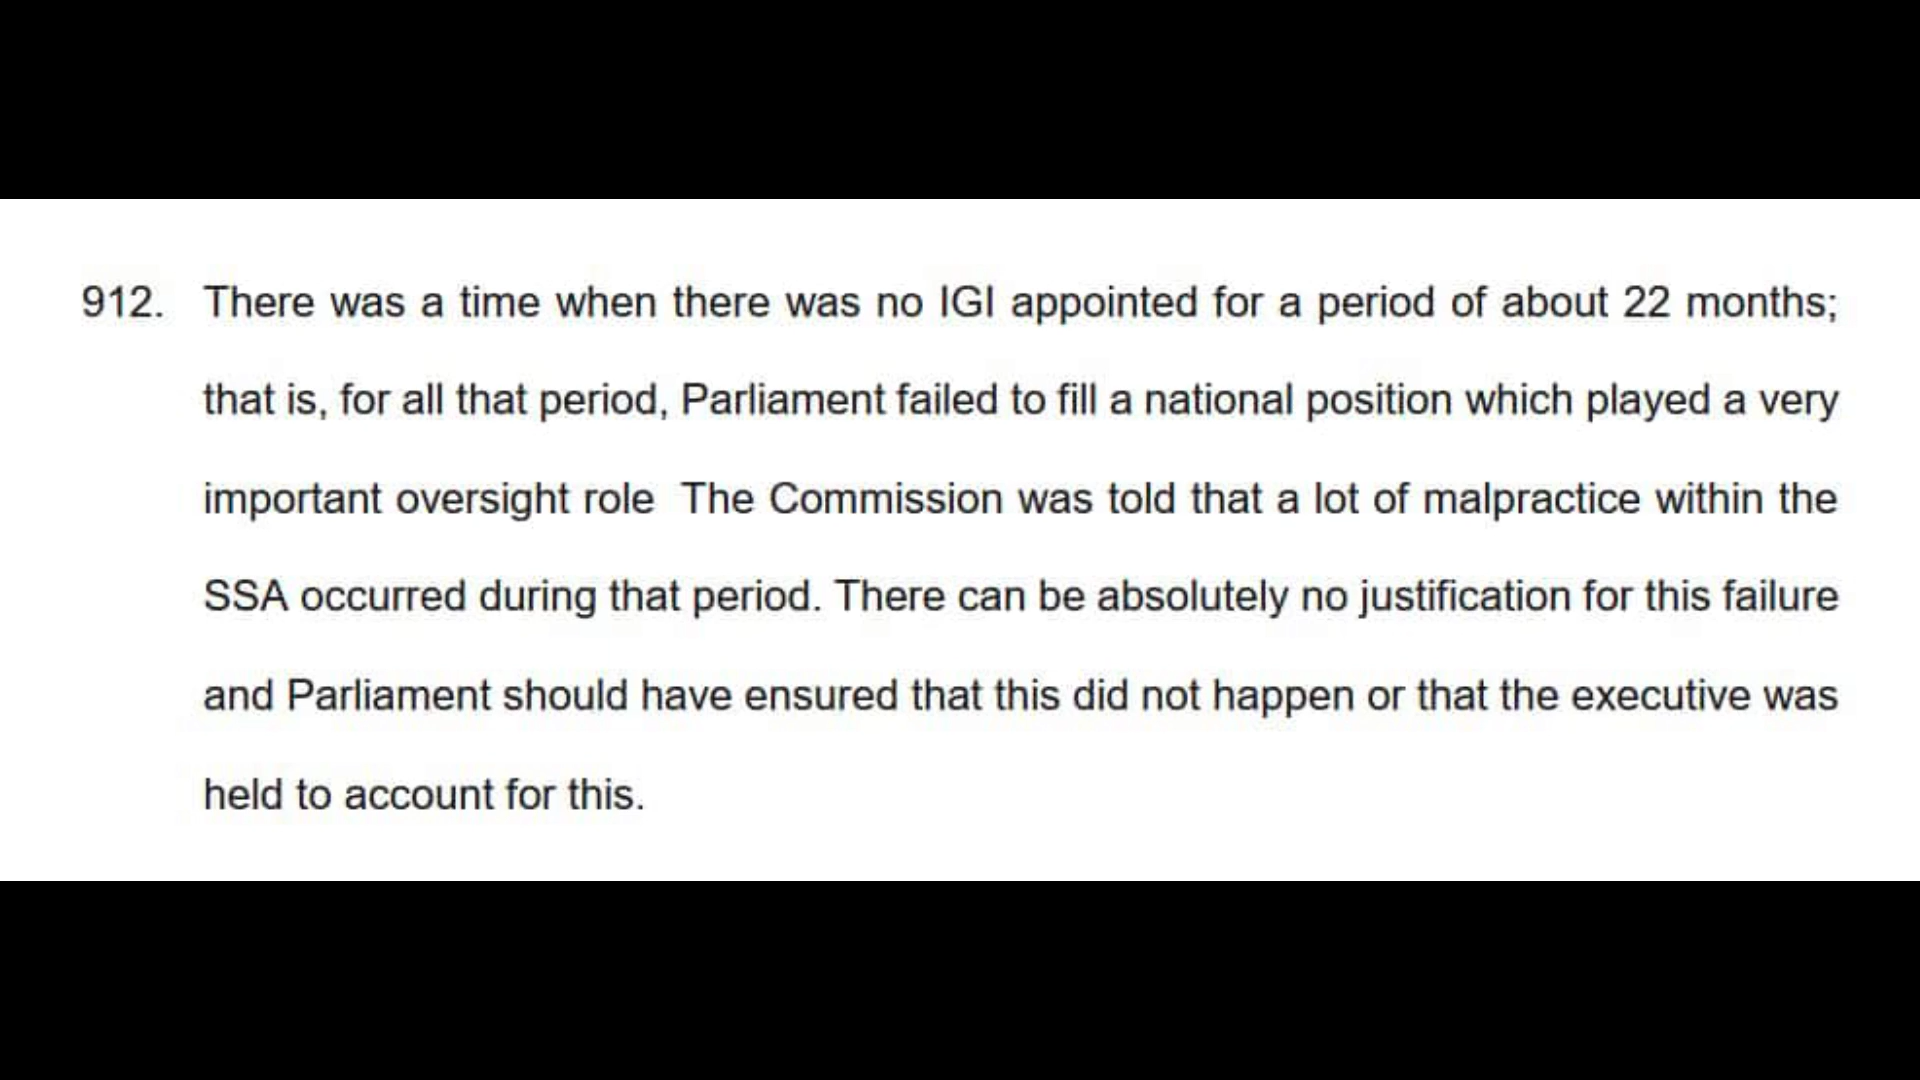 912. There was a time when there was no IGI appointed for a period of about 22 months;
that is, for all that period, Parliament failed to fill a national position which played a very
important oversight role  The Commission was told that a lot of malpractice within the
SSA occurred during that period. There can be absolutely no justification for this failure
and Parliament should have ensured that this did not happen or that the executive was
held to account for this.